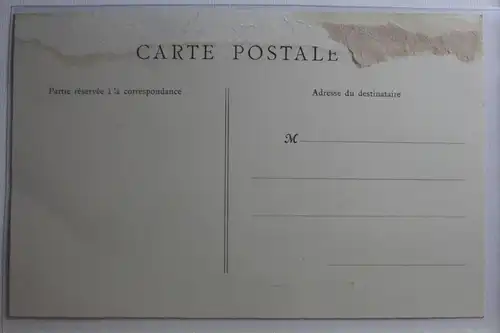 CARTE POSTALE
Partie réservée à la correspondance
Adresse du destinataire
M